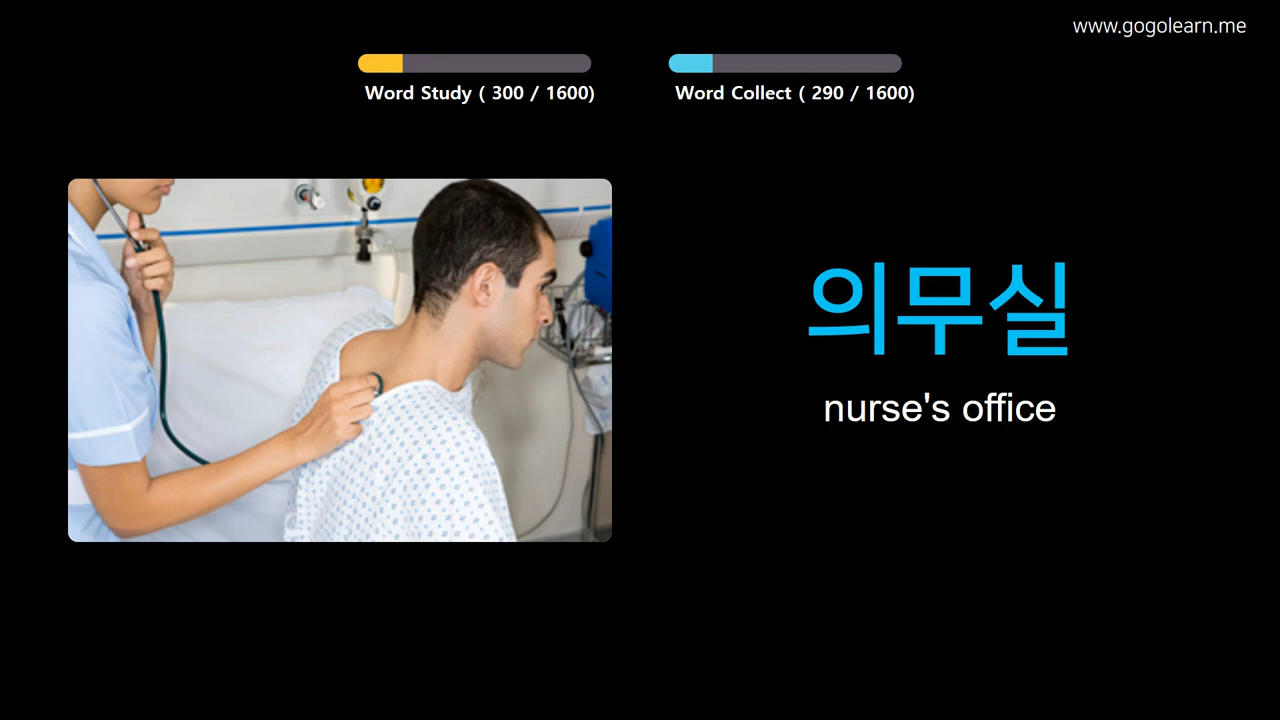 www.gogolearn.me
Word Study ( 300 / 1600)
Word Collect ( 290 / 1600)
의무실
nurse's office